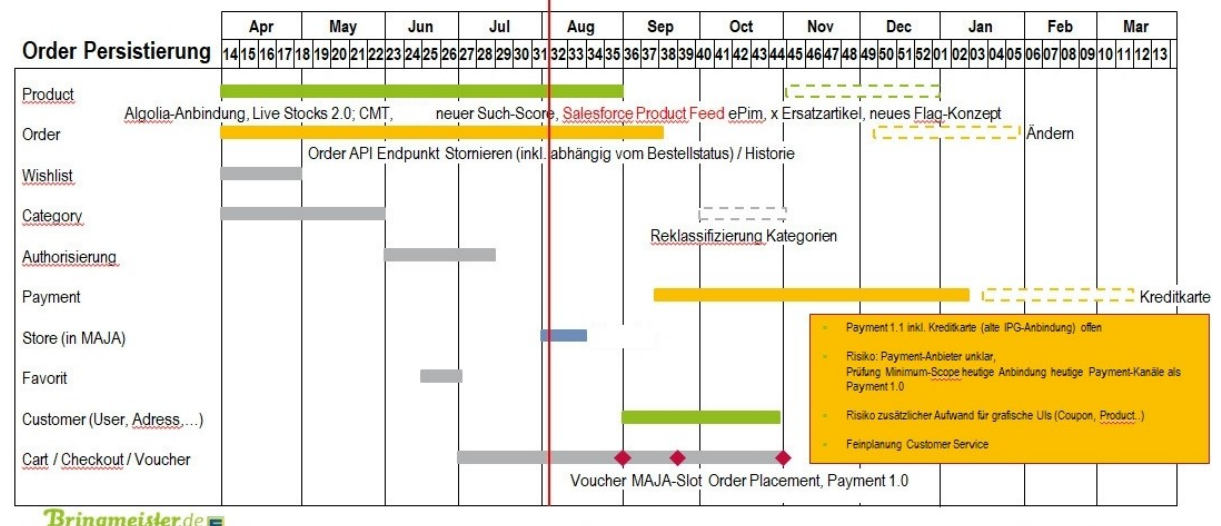 Apr May Jun Jul Aug Sep Oct Nov Dec Jan Feb Mar
Order Persistierung 14 15 16 17 18 19 20 21 22 23 24 25 26 27 28 29 30 31 32 33 34 35 36 37 38 39 40 41 42 43 44 45 46 47 48 49 50 51 52 01 02 03 04 05 06 07 08 09 10 11 12 13
Product
Algolia-Anbindung, Live Stocks 2.0; CMT, neuer Such-Score, Salesforce Product Feed ePim, x Ersatzartikel, neues Flag-Konzept
Order
Ändern
Order API Endpunkt Stornieren (inkl. abhängig vom Bestellstatus) / Historie
Wishlist
Category
Reklassifizierung Kategorien
Authorisierung
Payment
Kreditkarte
Store (in MAJA)
Favorit
Customer (User, Adress,...)
Cart / Checkout / Voucher
Voucher MAJA-Slot Order Placement, Payment 1.0
Payment 1.1 inkl. Kreditkarte (alte IPG-Anbindung) offen
Risiko: Payment-Anbieter unklar,
Prüfung Minimum-Scope heutige Anbindung heutige Payment-Kanäle als
Payment 1.0
Risiko zusätzlicher Aufwand für grafische UIs (Coupon, Product..)
Feinplanung Customer Service
Bringmeister.de